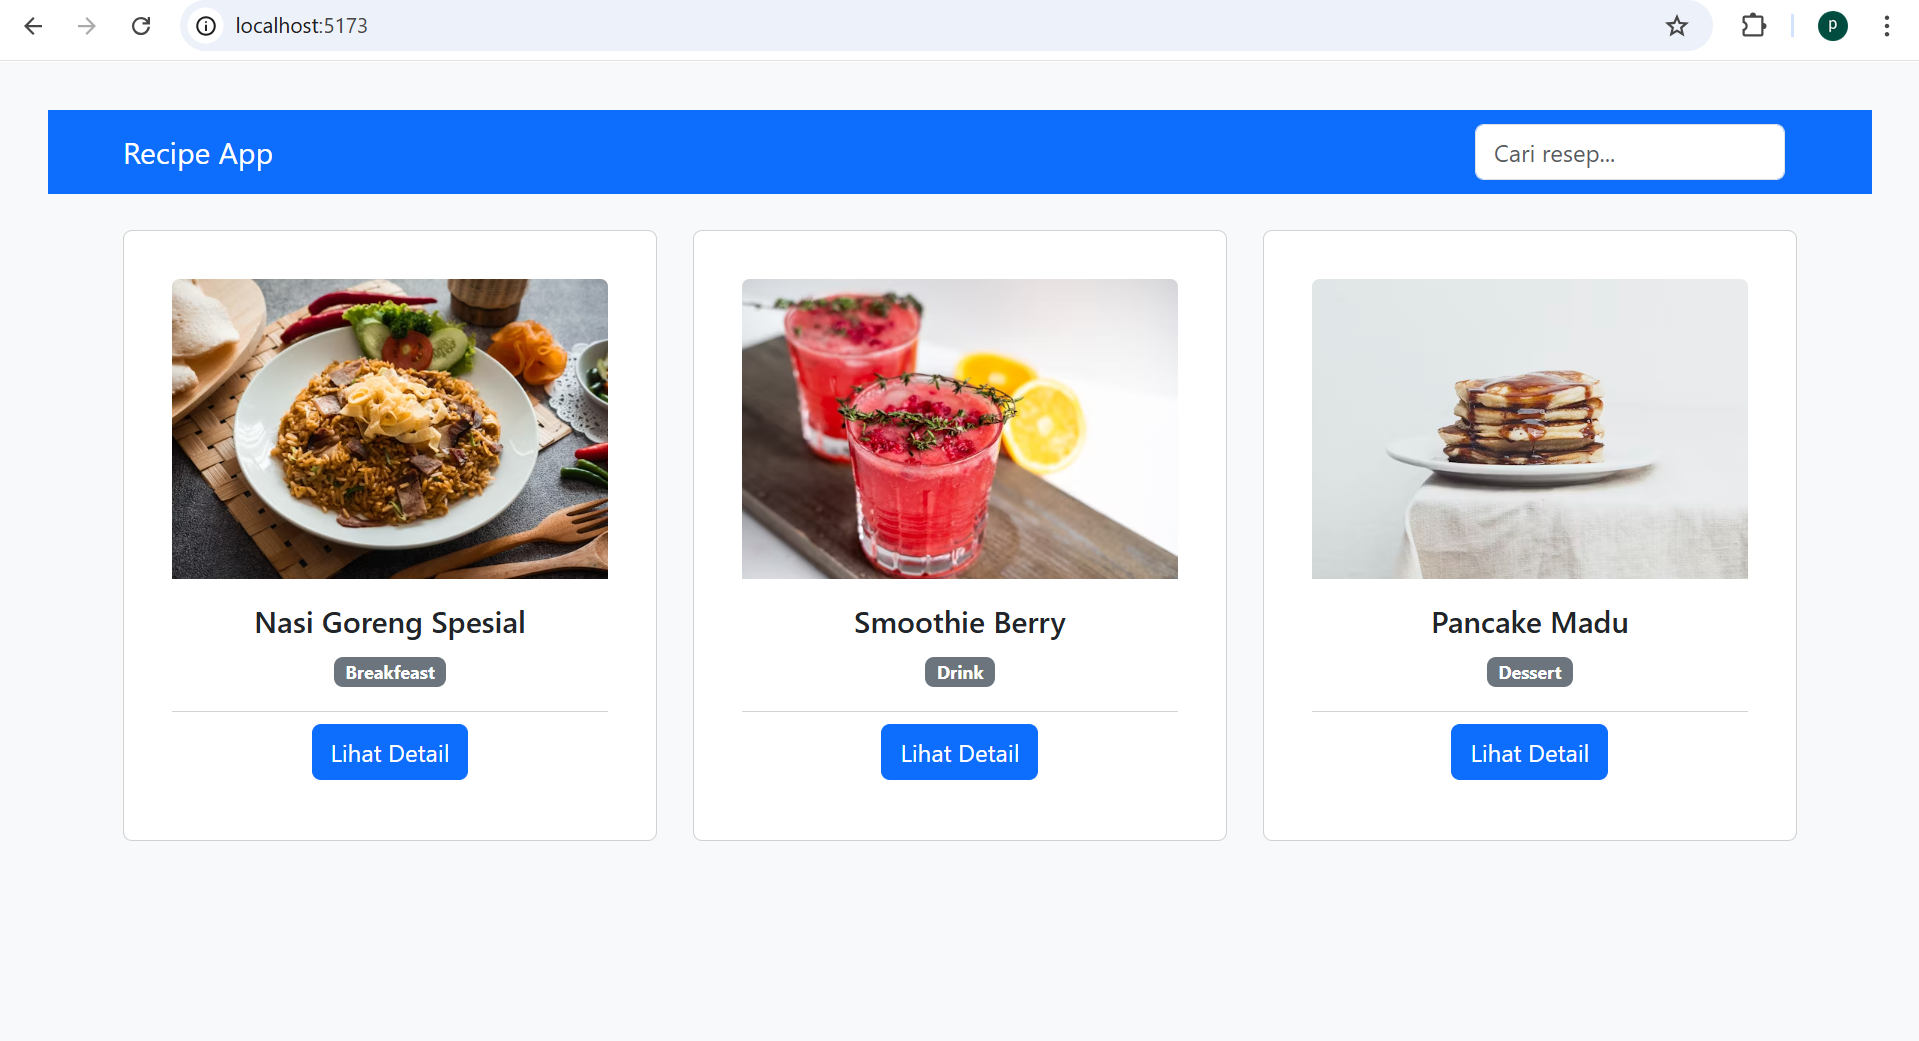 localhost:5173
p
Recipe App
Cari resep...
Nasi Goreng Spesial
Breakfeast
Lihat Detail
Smoothie Berry
Drink
Lihat Detail
Pancake Madu
Dessert
Lihat Detail